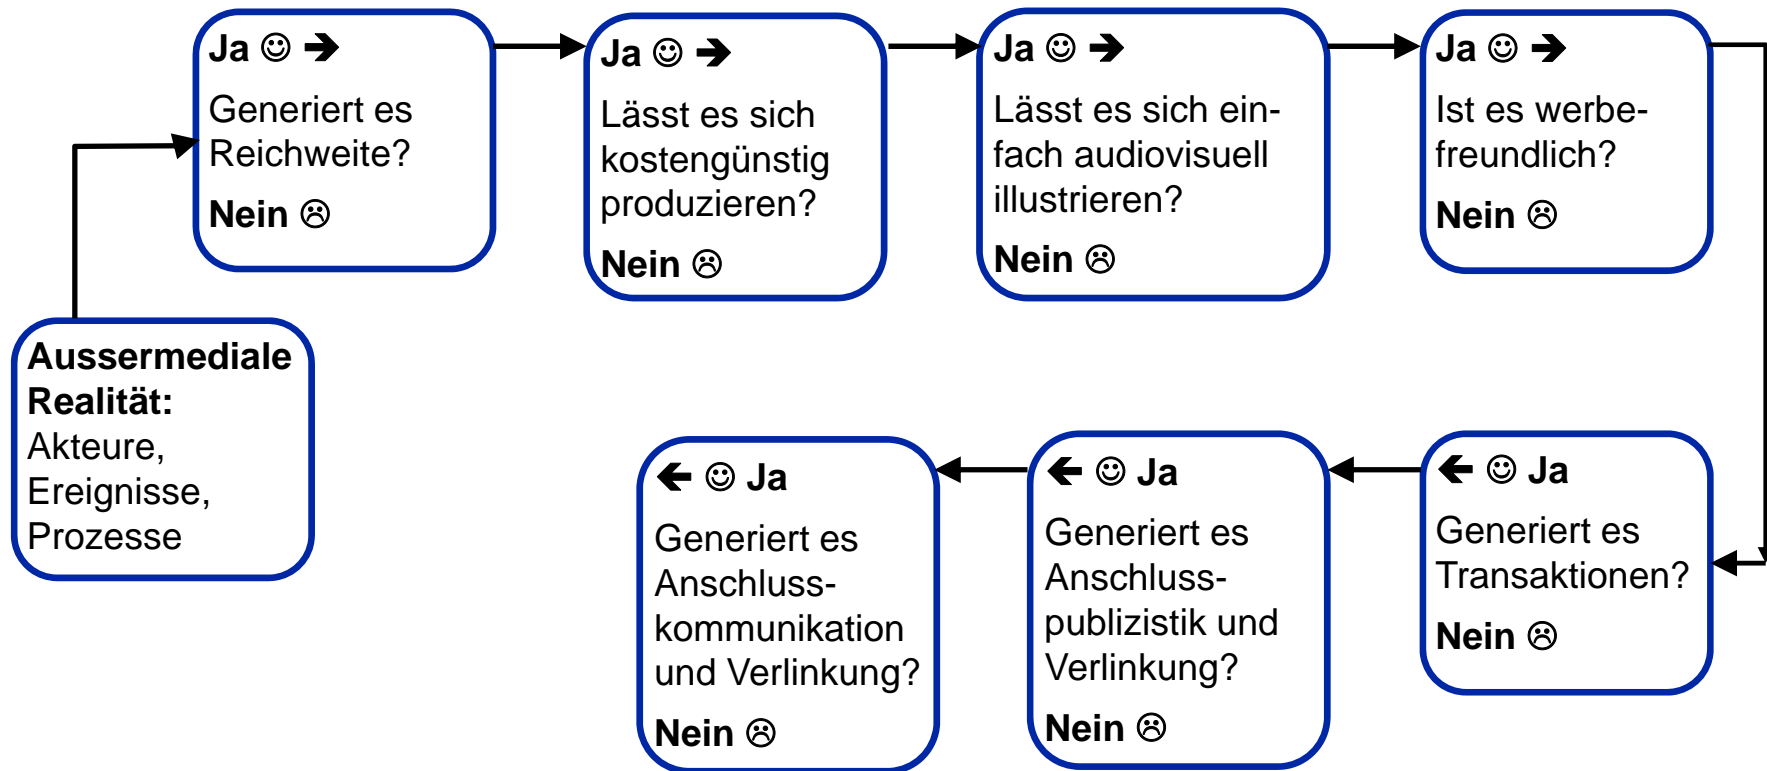 Ja ☺ ➔
Generiert es
Reichweite?
Nein ☹
Ja ☺ ➔
Lässt es sich
kostengünstig
produzieren?
Nein ☹
Ja ☺ ➔
Lässt es sich ein-
fach audiovisuell
illustrieren?
Nein ☹
Ja ☺ ➔
Ist es werbe-
freundlich?
Nein ☹
Aussermediale
Realität:
Akteure,
Ereignisse,
Prozesse
🡸 ☺ Ja
Generiert es
Transaktionen?
Nein ☹
🡸 ☺ Ja
Generiert es
Anschluss-
publizistik und
Verlinkung?
Nein ☹
🡸 ☺ Ja
Generiert es
Anschluss-
kommunikation
und Verlinkung?
Nein ☹